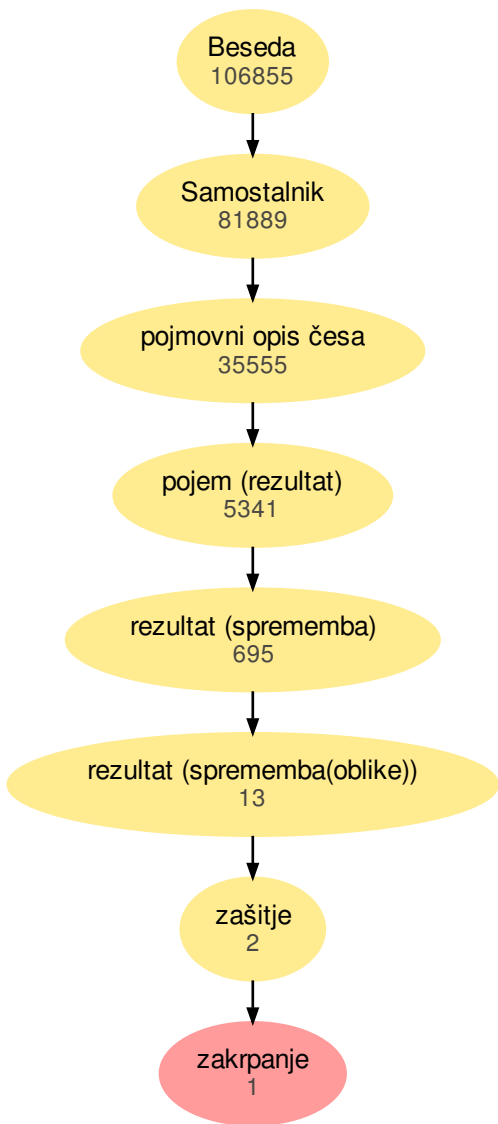 Beseda
106855
Samostalnik
81889
pojmovni opis česa
35555
pojem (rezultat)
5341
rezultat (sprememba)
695
rezultat (sprememba(oblike))
13
zašitje
2
zakrpanje
1